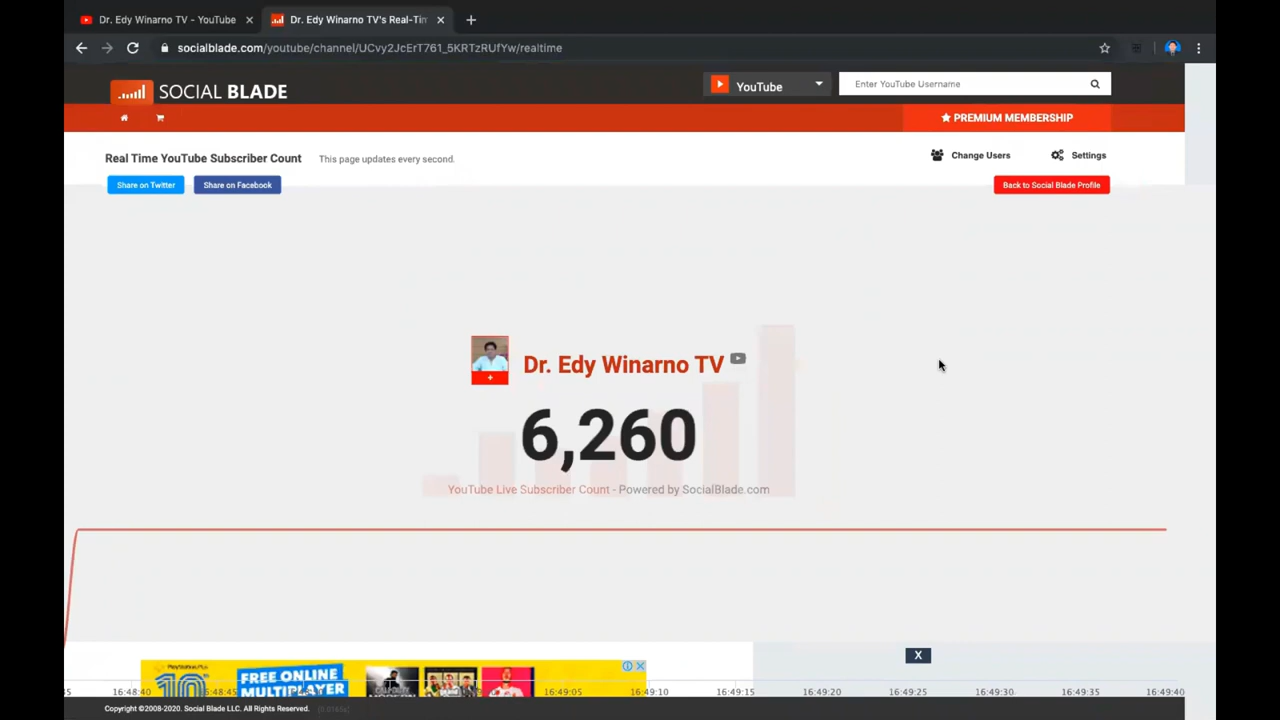 Dr. Edy Winarno TV - YouTube
Dr. Edy Winarno TV's Real-Tim
socialblade.com/youtube/channel/UCvy2JcErT761_5KRTzRUfYw/realtime
SOCIAL BLADE
YouTube
Enter YouTube Username
PREMIUM MEMBERSHIP
Real Time YouTube Subscriber Count
This page updates every second.
Change Users
Settings
Share on Twitter
Share on Facebook
Back to Social Blade Profile
Dr. Edy Winarno TV
6,260
YouTube Live Subscriber Count - Powered by SocialBlade.com
X
10
FREE ONLINE
MULTIPLAYER
16:48:40 16:48:45 16:49:05 16:49:10 16:49:15 16:49:20 16:49:25 16:49:30 16:49:35 16:49:40
Copyright ©2008-2020. Social Blade LLC. All Rights Reserved.